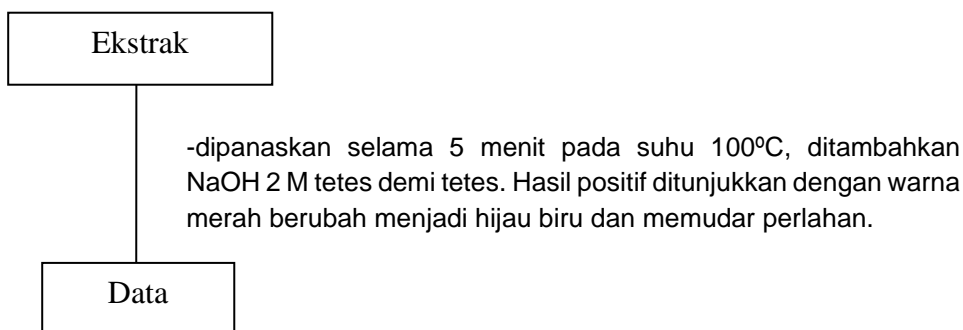 Ekstrak
-dipanaskan selama 5 menit pada suhu 100⁰C, ditambahkan
NaOH 2 M tetes demi tetes. Hasil positif ditunjukkan dengan warna
merah berubah menjadi hijau biru dan memudar perlahan.
Data